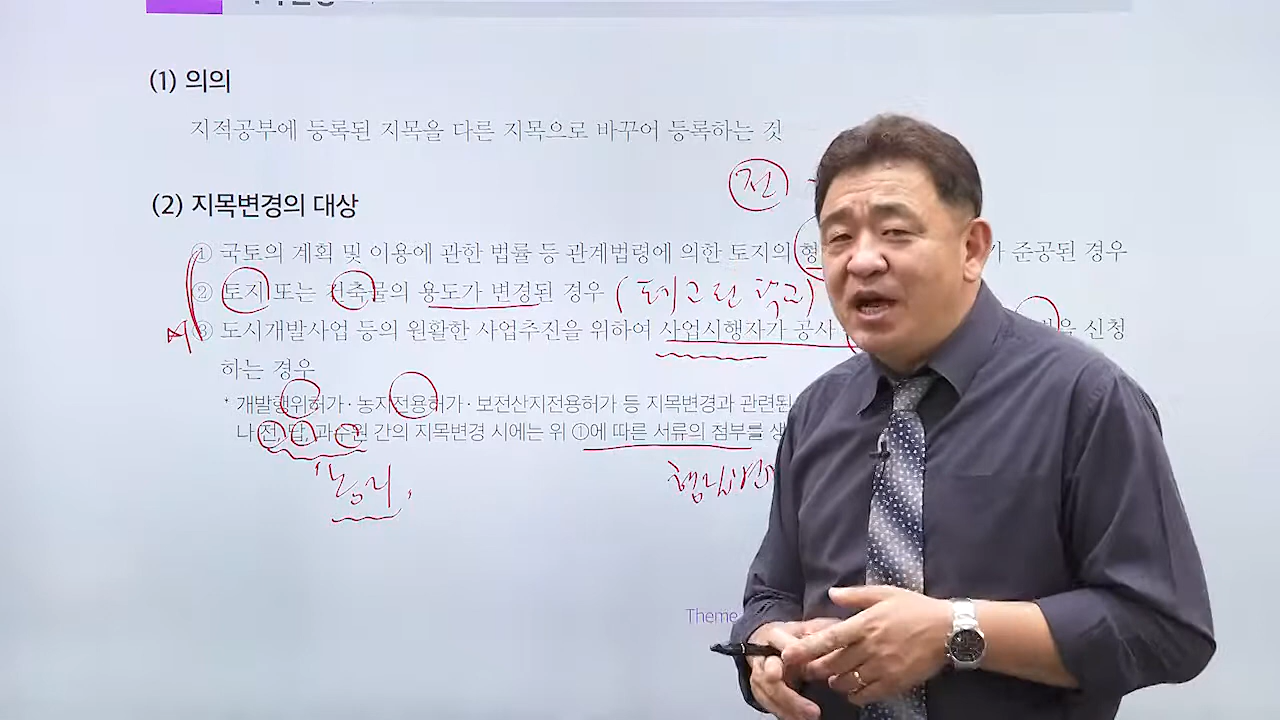 (1) 의의
지적공부에 등록된 지목을 다른 지목으로 바꾸어 등록하는 것
전
(2) 지목변경의 대상
① 국토의 계획 및 이용에 관한 법률 등 관계법령에 의한 토지의 형 가 준공된 경우
② 토지 또는 건축물의 용도가 변경된 경우 (폐고된 학교)
③ 도시개발사업 등의 원활한 사업추진을 위하여 사업시행자가 공사 을 신청
하는 경우
* 개발행위허가·농지전용허가·보전산지전용허가 등 지목변경과 관련된
나 전, 답, 과수원 간의 지목변경 시에는 위 ①에 따른 서류의 첨부를 생
농지
Theme